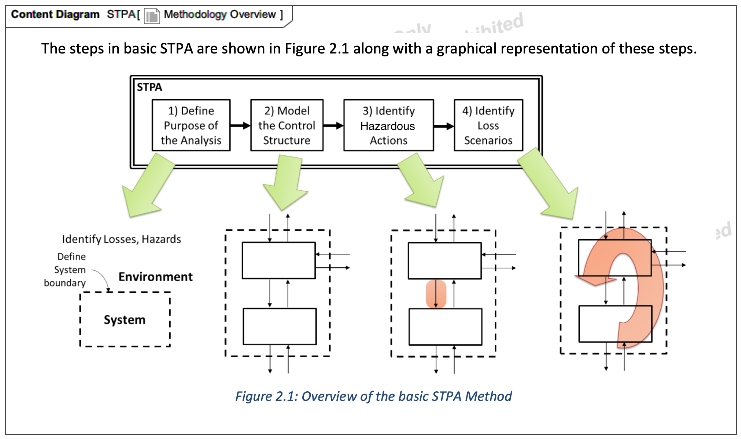 Content Diagram STPA[ Methodology Overview ]
The steps in basic STPA are shown in Figure 2.1 along with a graphical representation of these steps.
STPA
1) Define
Purpose of
the Analysis
2) Model
the Control
Structure
3) Identify
Hazardous
Actions
4) Identify
Loss
Scenarios
Identify Losses, Hazards
Define
System
boundary
Environment
System
Figure 2.1: Overview of the basic STPA Method